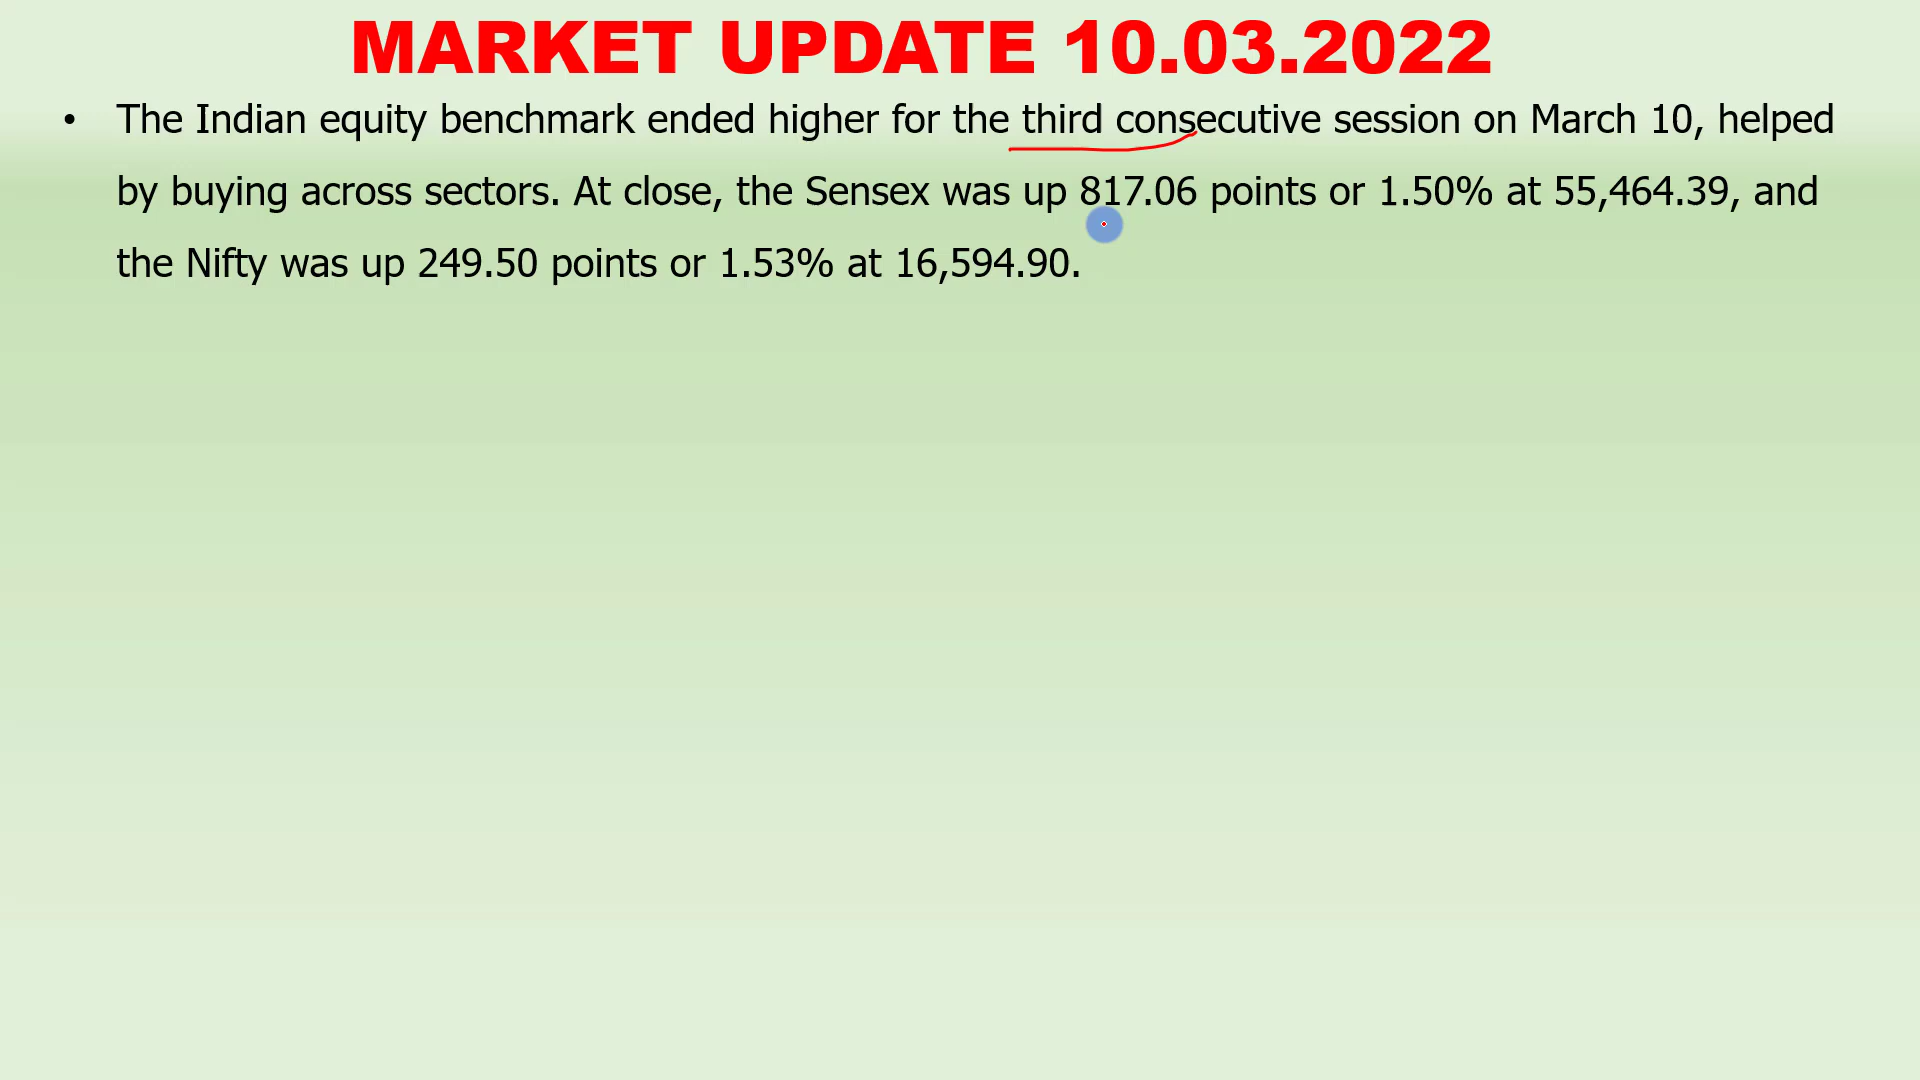 MARKET UPDATE 10.03.2022
• The Indian equity benchmark ended higher for the third consecutive session on March 10, helped
by buying across sectors. At close, the Sensex was up 817.06 points or 1.50% at 55,464.39, and
the Nifty was up 249.50 points or 1.53% at 16,594.90.